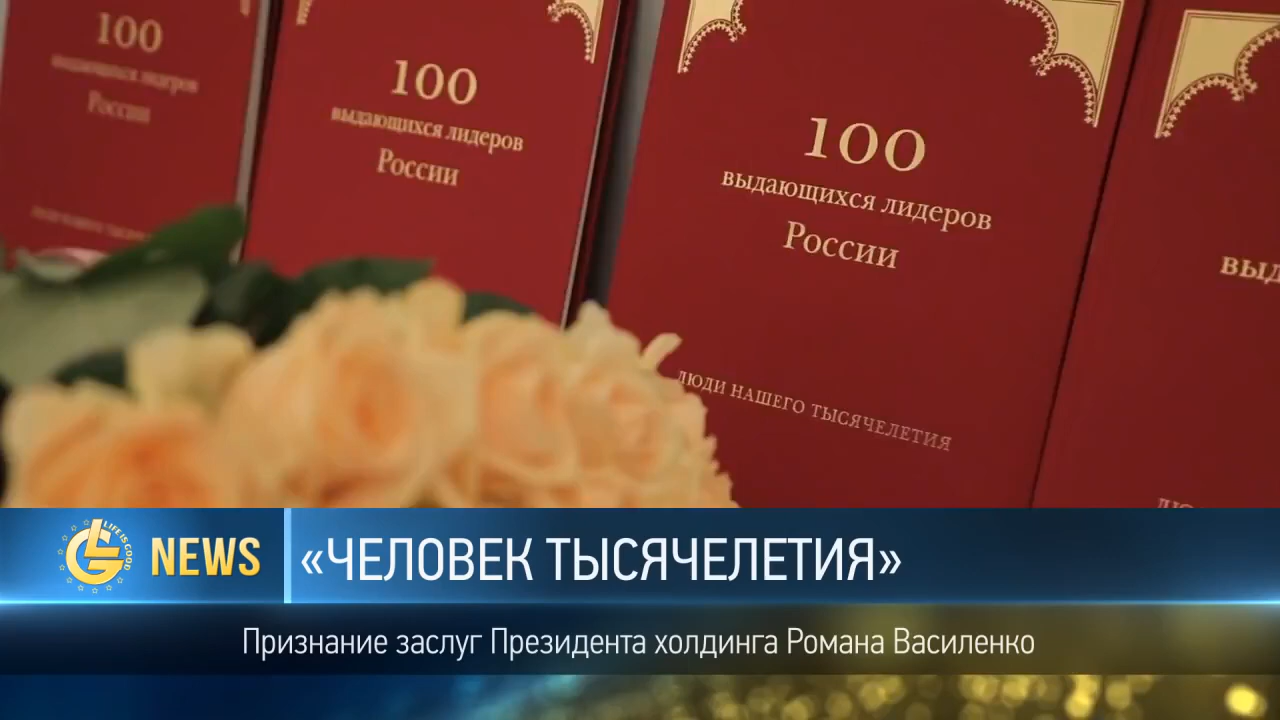 100
выдающихся лидеров
России
100
выдающихся лидеров
России
100
выдающихся лидеров
России
ЛЮДИ НАШЕГО ТЫСЯЧЕЛЕТИЯ
LIFE IS GOOD
NEWS
«ЧЕЛОВЕК ТЫСЯЧЕЛЕТИЯ»
Признание заслуг Президента холдинга Романа Василенко